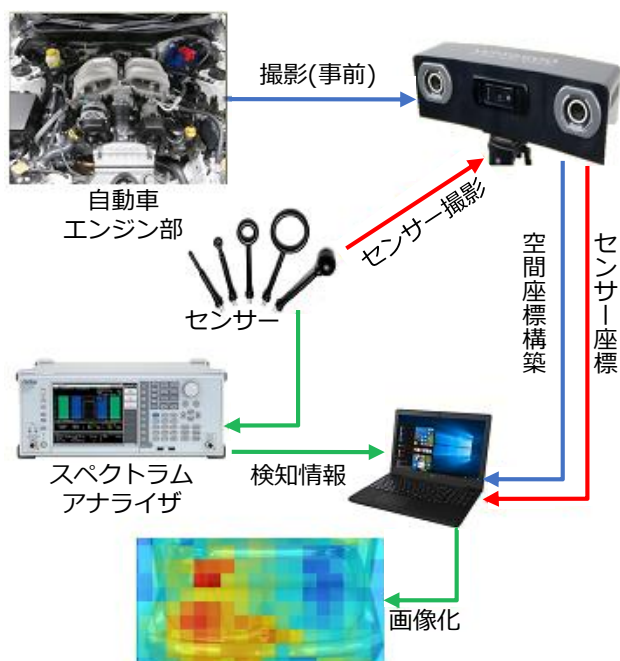 撮影(事前)
自動車
エンジン部
センサー撮影
センサー
空間座標構築
センサー座標
スペクトラム
アナライザ
検知情報
画像化